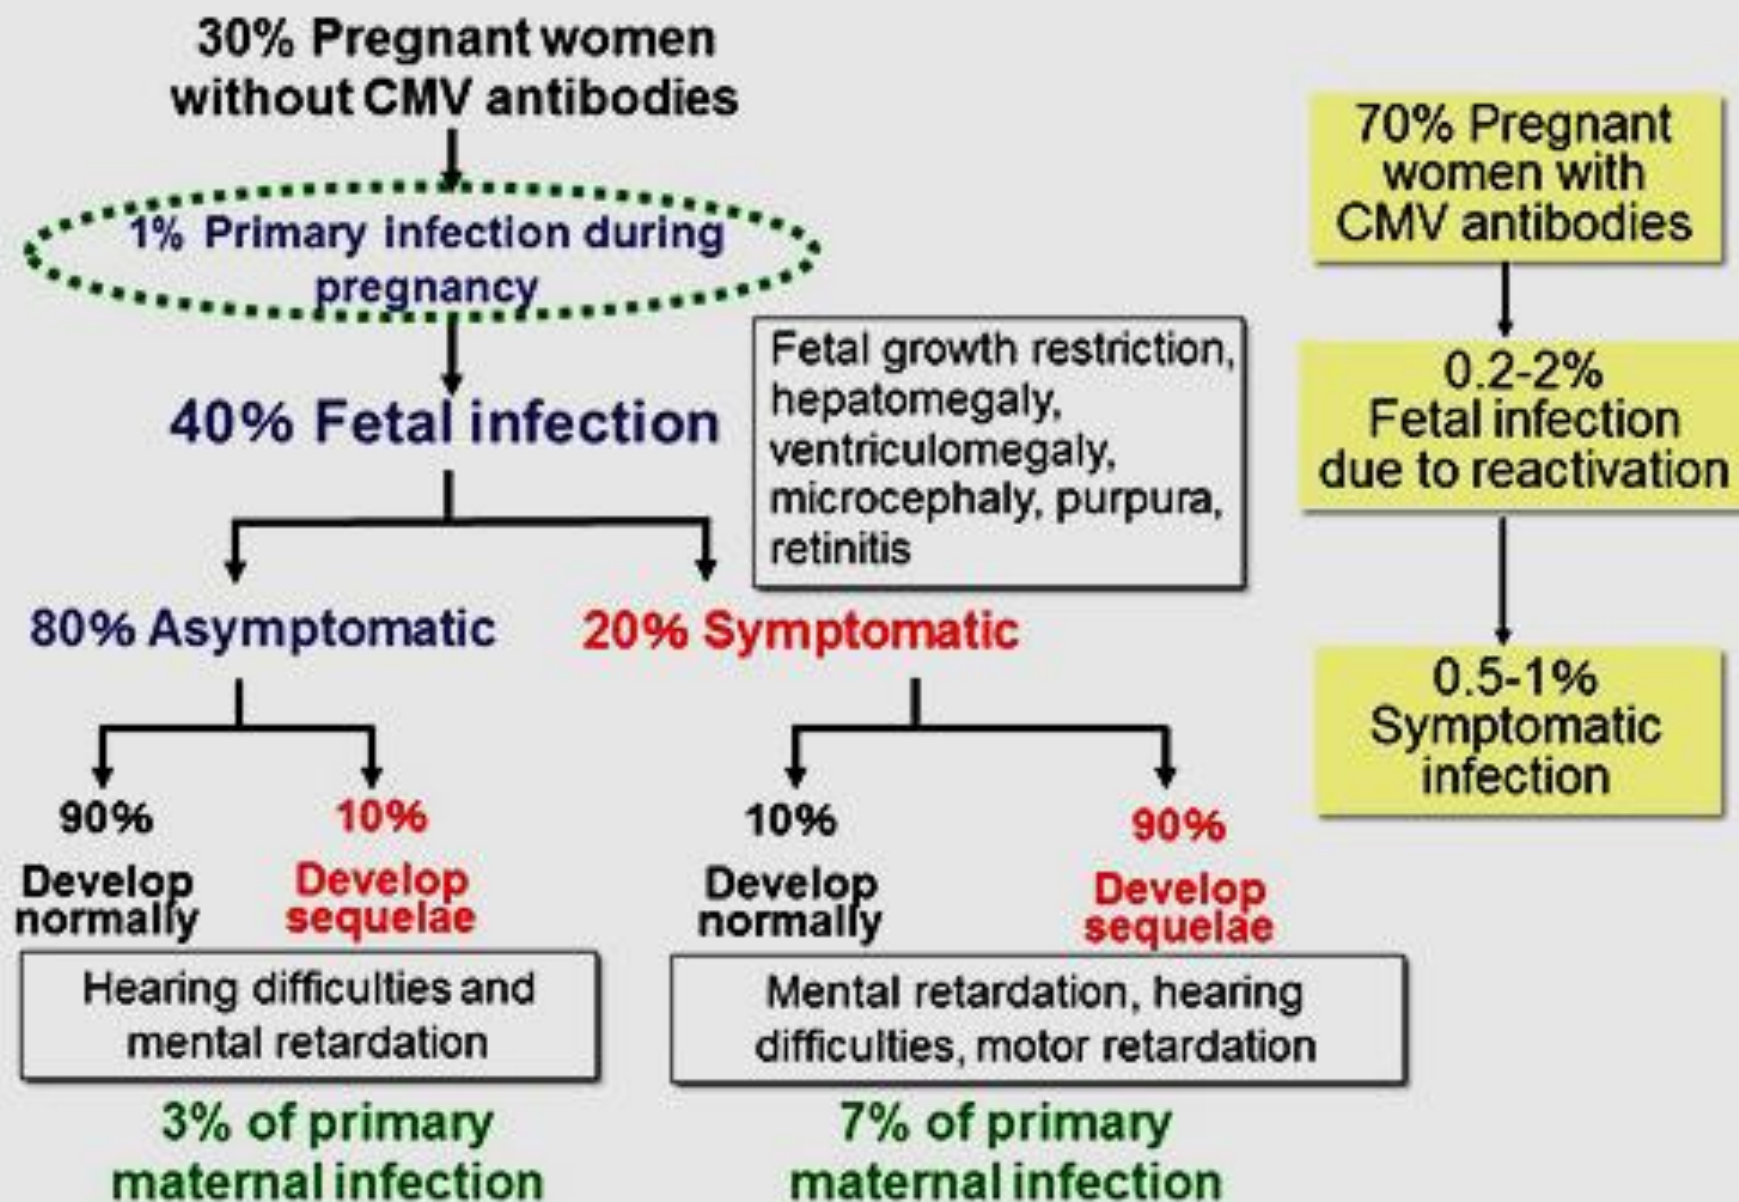 30% Pregnant women
without CMV antibodies
1% Primary infection during
pregnancy
40% Fetal infection
Fetal growth restriction,
hepatomegaly,
ventriculomegaly,
microcephaly, purpura,
retinitis
80% Asymptomatic
20% Symptomatic
90%
Develop
normally
10%
Develop
sequelae
10%
Develop
normally
90%
Develop
sequelae
Hearing difficulties and
mental retardation
Mental retardation, hearing
difficulties, motor retardation
3% of primary
maternal infection
7% of primary
maternal infection
70% Pregnant
women with
CMV antibodies
0.2-2%
Fetal infection
due to reactivation
0.5-1%
Symptomatic
infection